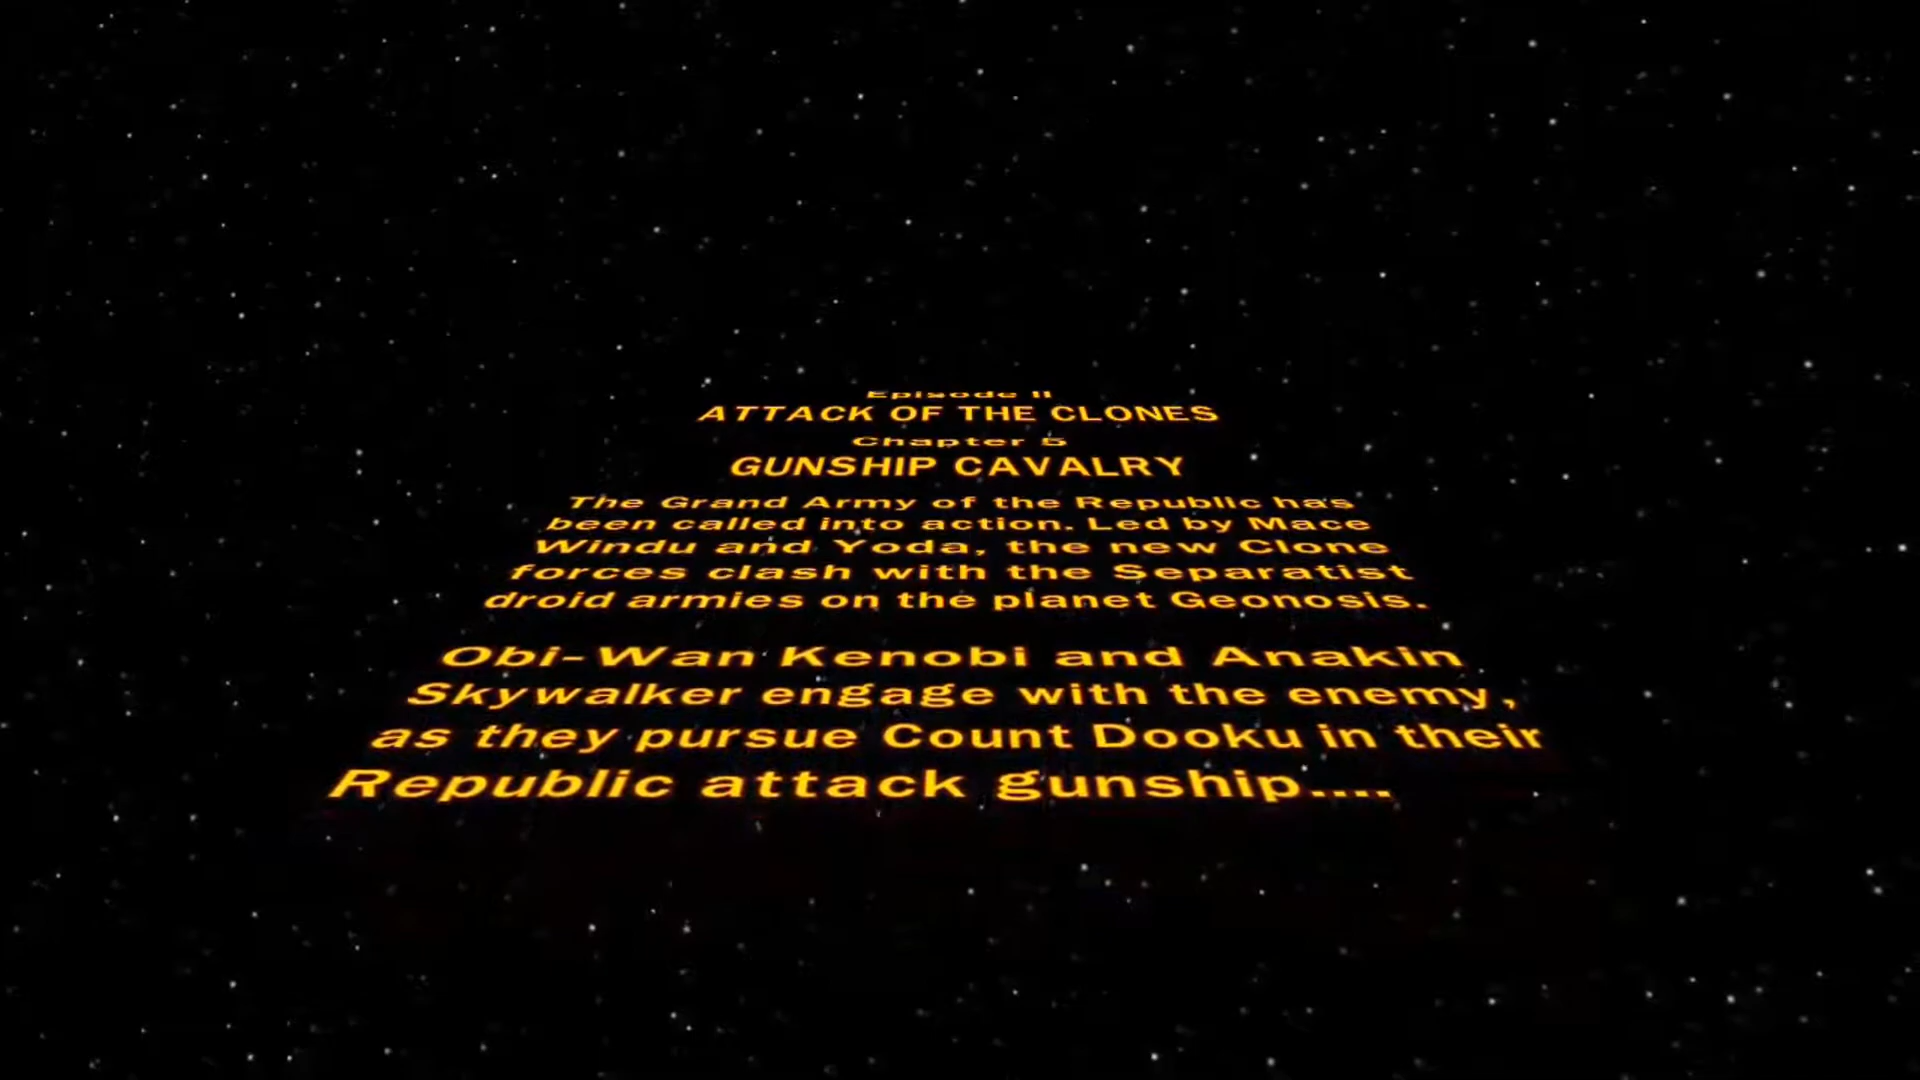 Episode II
ATTACK OF THE CLONES
Chapter 5
GUNSHIP CAVALRY
The Grand Army of the Republic has
been called into action. Led by Mace
Windu and Yoda, the new Clone
forces clash with the Separatist
droid armies on the planet Geonosis.
Obi-Wan Kenobi and Anakin
Skywalker engage with the enemy,
as they pursue Count Dooku in their
Republic attack gunship....